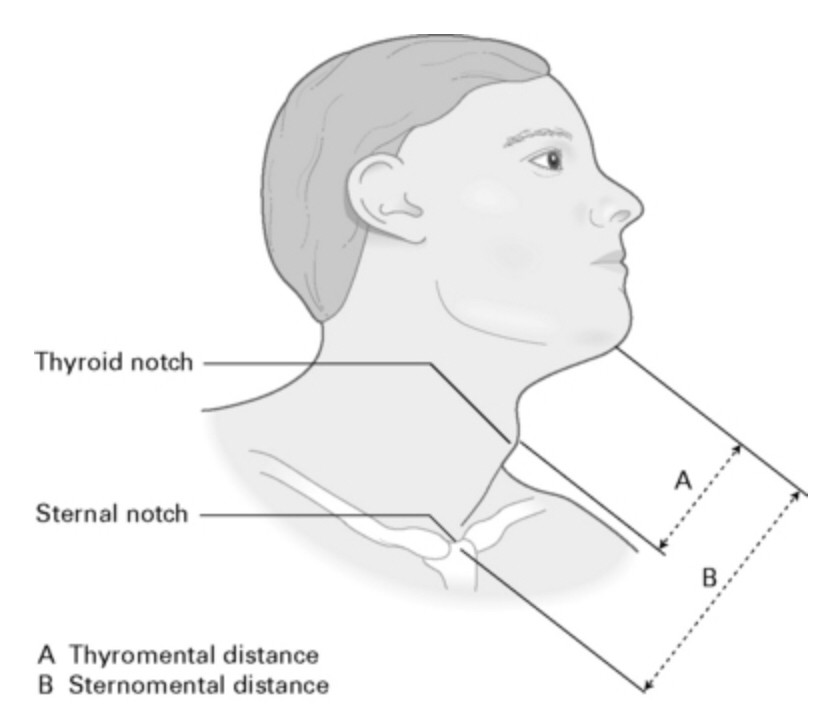 Thyroid notch
A
Sternal notch
B
A Thyromental distance
B Sternomental distance